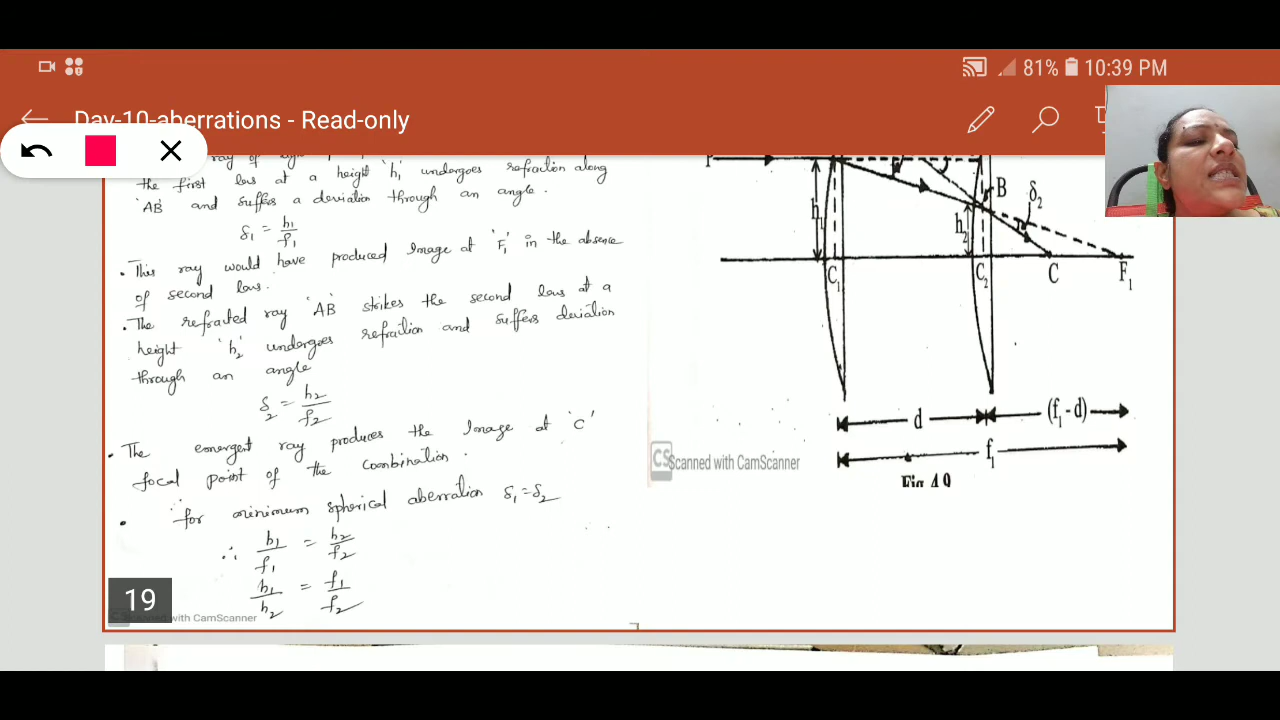 81% 10:39 PM
Day-10-aberrations - Read-only
the first lens at a height 'h₁' undergoes refraction along
'AB' and suffers a deviation through an angle.
δ₁ = h₁/f₁
• This ray would have produced Image at 'F₁' in the absence
of second lens.
• The refracted ray 'AB' strikes the second lens at a
height 'h₂' undergoes refraction and suffers deviation
through an angle
δ₂ = h₂/f₂
• The emergent ray produces the Image at 'C'
focal point of the combination.
• ∴ for minimum spherical aberration δ₁=δ₂
∴ h₁/f₁ = h₂/f₂
h₁/h₂ = f₁/f₂
19
Scanned with CamScanner
B
δ₂
h₁
h₂
C₁
C₂
C
F₁
d
(f₁-d)
f₁
CS Scanned with CamScanner
Fig 4.9